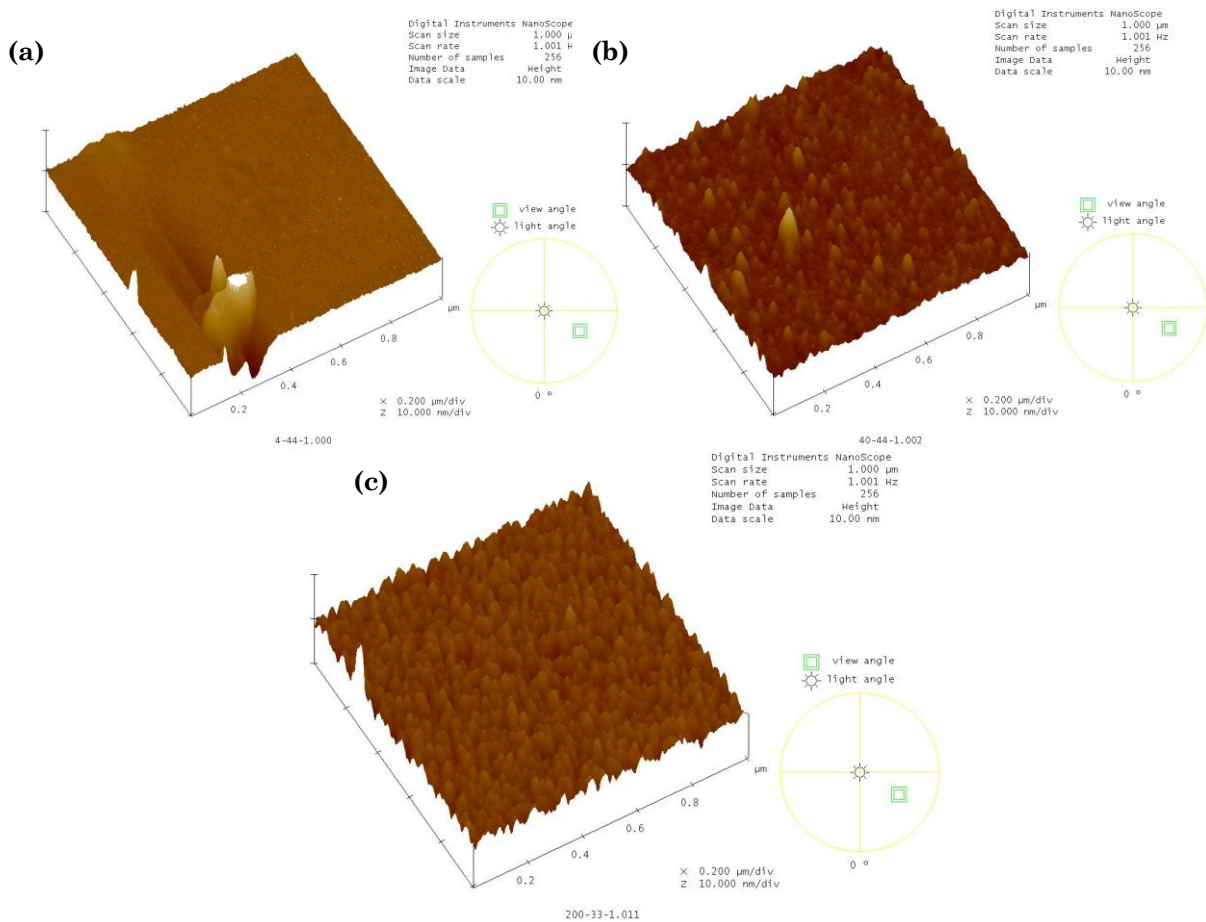 (a)
Digital Instruments NanoScope
Scan size 1.000 µ
Scan rate 1.001 H
Number of samples 256
Image Data Height
Data scale 10.00 nm
view angle
light angle
µm
0.8
0.6
0.4
0.2
X 0.200 µm/div
Z 10.000 nm/div
0 º
4-44-1.000
(b)
Digital Instruments NanoScope
Scan size 1.000 µm
Scan rate 1.001 Hz
Number of samples 256
Image Data Height
Data scale 10.00 nm
view angle
light angle
µm
0.8
0.6
0.4
0.2
X 0.200 µm/div
Z 10.000 nm/div
0 º
40-44-1.002
(c)
Digital Instruments NanoScope
Scan size 1.000 µm
Scan rate 1.001 Hz
Number of samples 256
Image Data Height
Data scale 10.00 nm
view angle
light angle
µm
0.8
0.6
0.4
0.2
X 0.200 µm/div
Z 10.000 nm/div
0 º
200-33-1.011